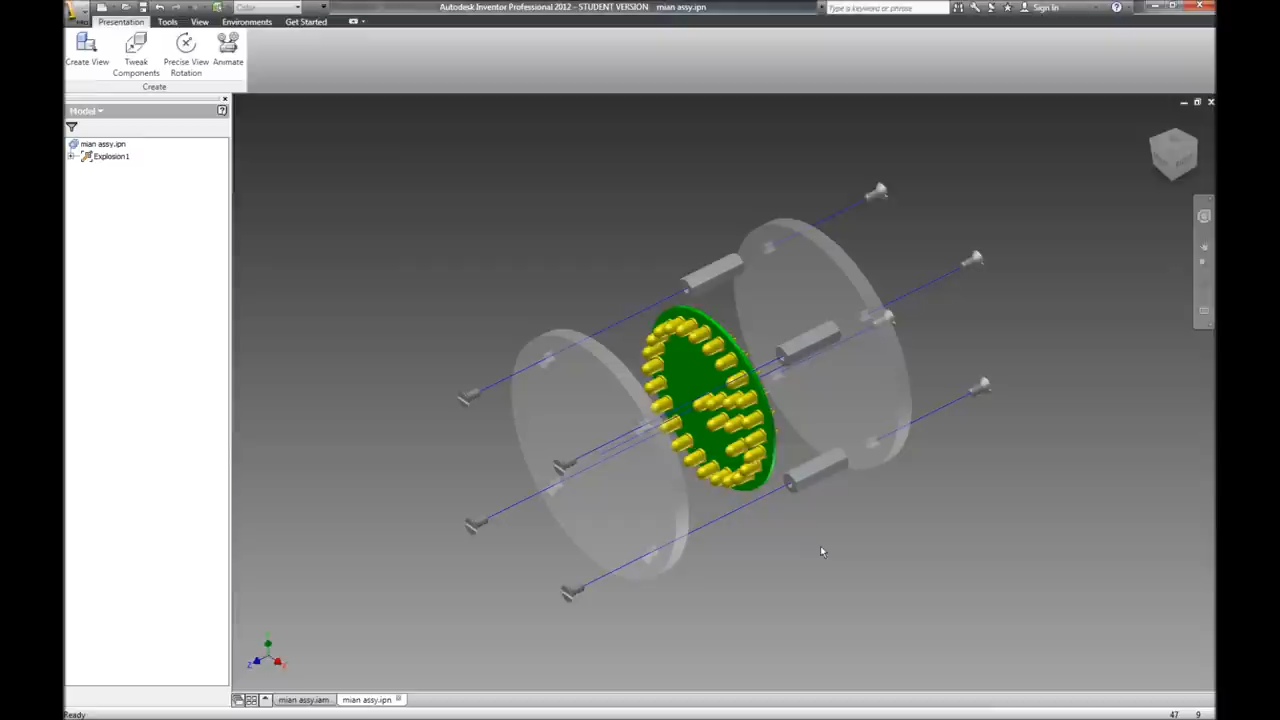 Color
Autodesk Inventor Professional 2012 - STUDENT VERSION mian assy.ipn
Type a keyword or phrase
Sign In
PRO
Presentation Tools View Environments Get Started
Create View
Tweak Components
Precise View Rotation
Animate
Create
Model
mian assy.ipn
Explosion1
Z
X
mian assy.iam
mian assy.ipn
Ready
47 9